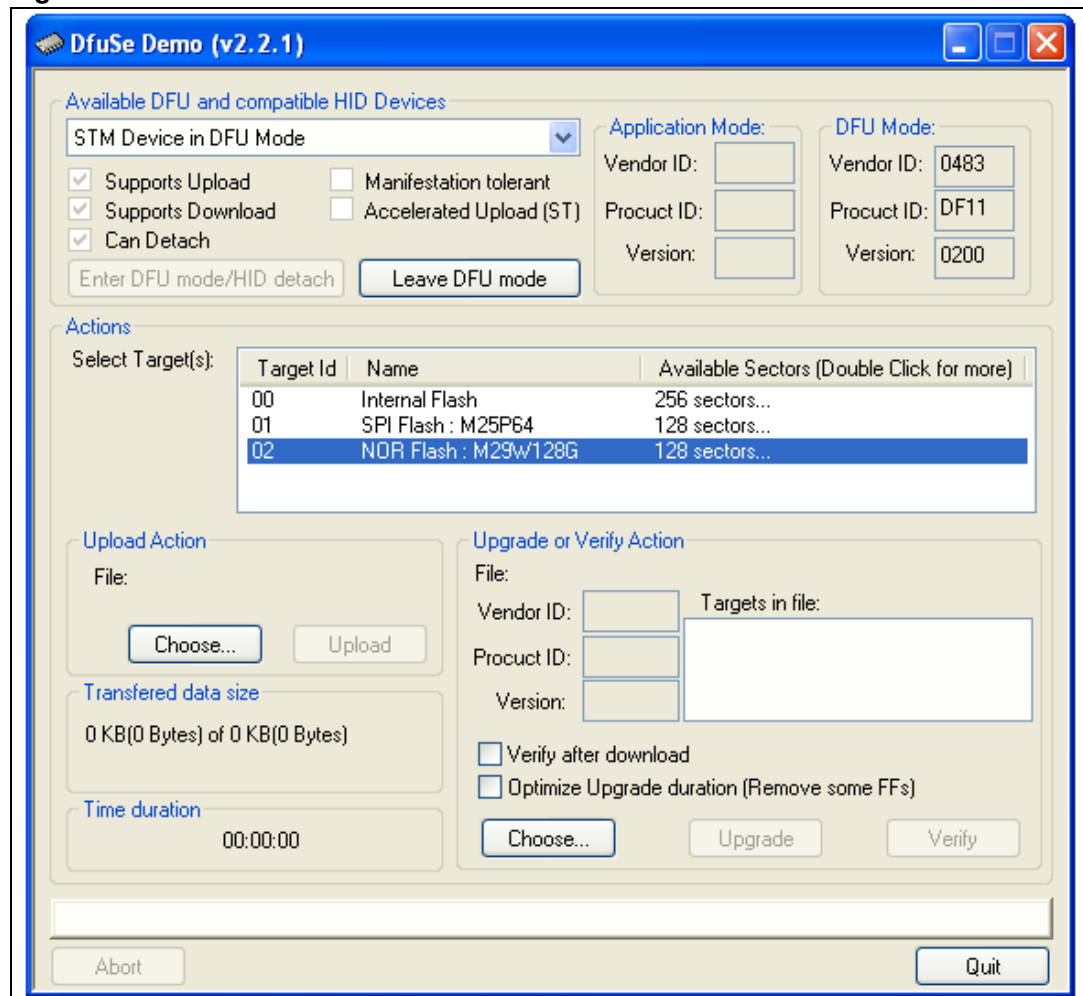 DfuSe Demo (v2.2.1)
Available DFU and compatible HID Devices
STM Device in DFU Mode
Supports Upload
Manifestation tolerant
Supports Download
Accelerated Upload (ST)
Can Detach
Enter DFU mode/HID detach
Leave DFU mode
Application Mode:
Vendor ID:
Procuct ID:
Version:
DFU Mode:
Vendor ID: 0483
Procuct ID: DF11
Version: 0200
Actions
Select Target(s):
Target Id Name Available Sectors (Double Click for more)
00 Internal Flash 256 sectors...
01 SPI Flash : M25P64 128 sectors...
02 NOR Flash : M29W128G 128 sectors...
Upload Action
File:
Choose... Upload
Transfered data size
0 KB(0 Bytes) of 0 KB(0 Bytes)
Time duration
00:00:00
Upgrade or Verify Action
File:
Vendor ID:
Procuct ID:
Version:
Targets in file:
Verify after download
Optimize Upgrade duration (Remove some FFs)
Choose... Upgrade Verify
Abort Quit